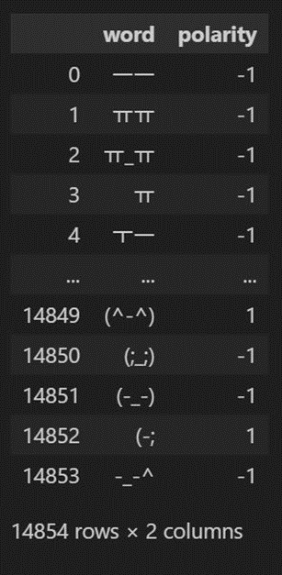 word polarity
0 ㅡㅡ -1
1 ㅠㅠ -1
2 ㅠ_ㅠ -1
3 ㅠ -1
4 ㅜㅡ -1
... ... ...
14849 (^-^) 1
14850 (;_;) -1
14851 (-_-) -1
14852 (-; 1
14853 -_-^ -1
14854 rows × 2 columns